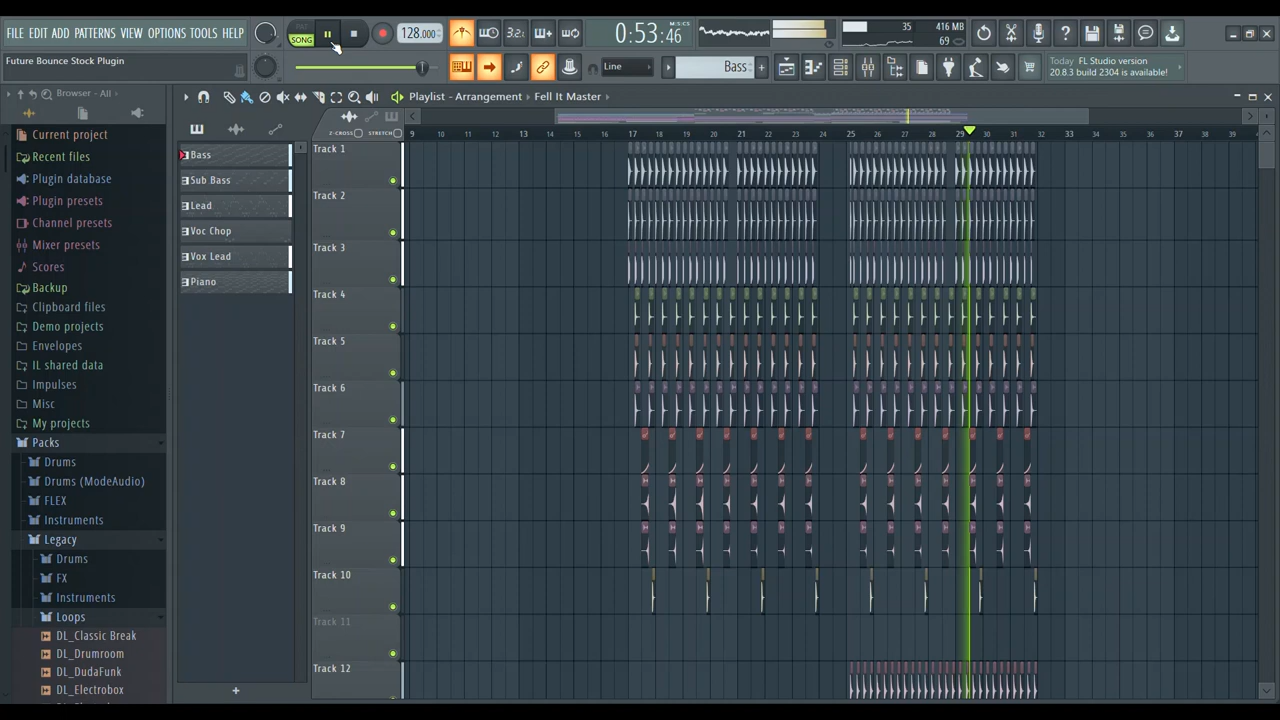 FILE EDIT ADD PATTERNS VIEW OPTIONS TOOLS HELP
PAT
SONG
128.000
3.2.
0:53:46
M:S:CS
35
416 MB
69
Future Bounce Stock Plugin
Line
Bass
Today FL Studio version
20.8.3 build 2304 is available!
Browser - All
Playlist - Arrangement
Fell It Master
Z-CROSS
STRETCH
9 10 11 12 13 14 15 16 17 18 19 20 21 22 23 24 25 26 27 28 29 30 31 32 33 34 35 36 37 38 39
Current project
Recent files
Plugin database
Plugin presets
Channel presets
Mixer presets
Scores
Backup
Clipboard files
Demo projects
Envelopes
IL shared data
Impulses
Misc
My projects
Packs
Drums
Drums (ModeAudio)
FLEX
Instruments
Legacy
Drums
FX
Instruments
Loops
DL_Classic Break
DL_Drumroom
DL_DudaFunk
DL_Electrobox
Bass
Sub Bass
Lead
Voc Chop
Vox Lead
Piano
Track 1
Track 2
Track 3
Track 4
Track 5
Track 6
Track 7
Track 8
Track 9
Track 10
Track 11
Track 12